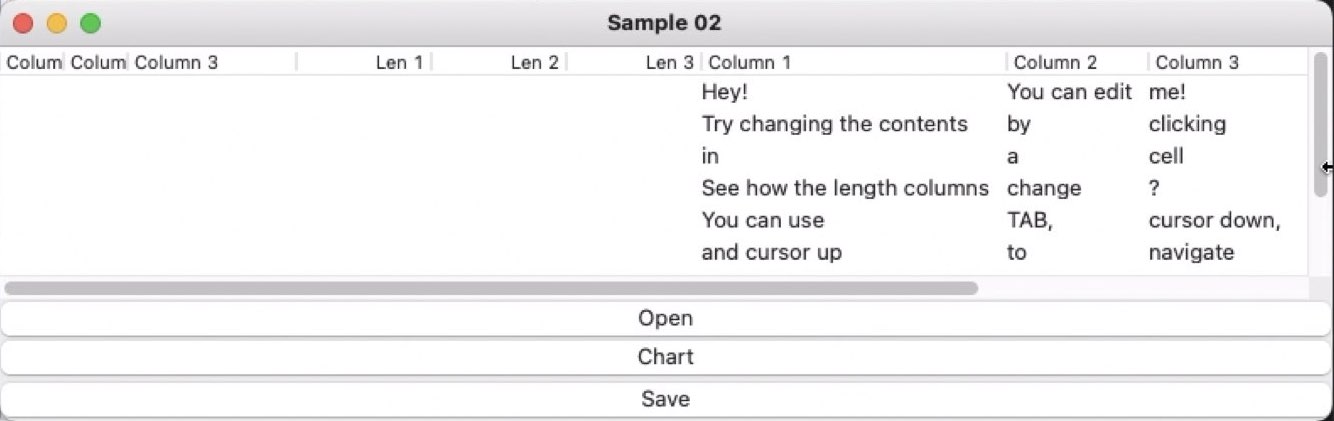 Sample 02
Colum Colum Column 3 Len 1 Len 2 Len 3 Column 1 Column 2 Column 3
Hey! You can edit me!
Try changing the contents by clicking
in a cell
See how the length columns change ?
You can use TAB, cursor down,
and cursor up to navigate
Open
Chart
Save